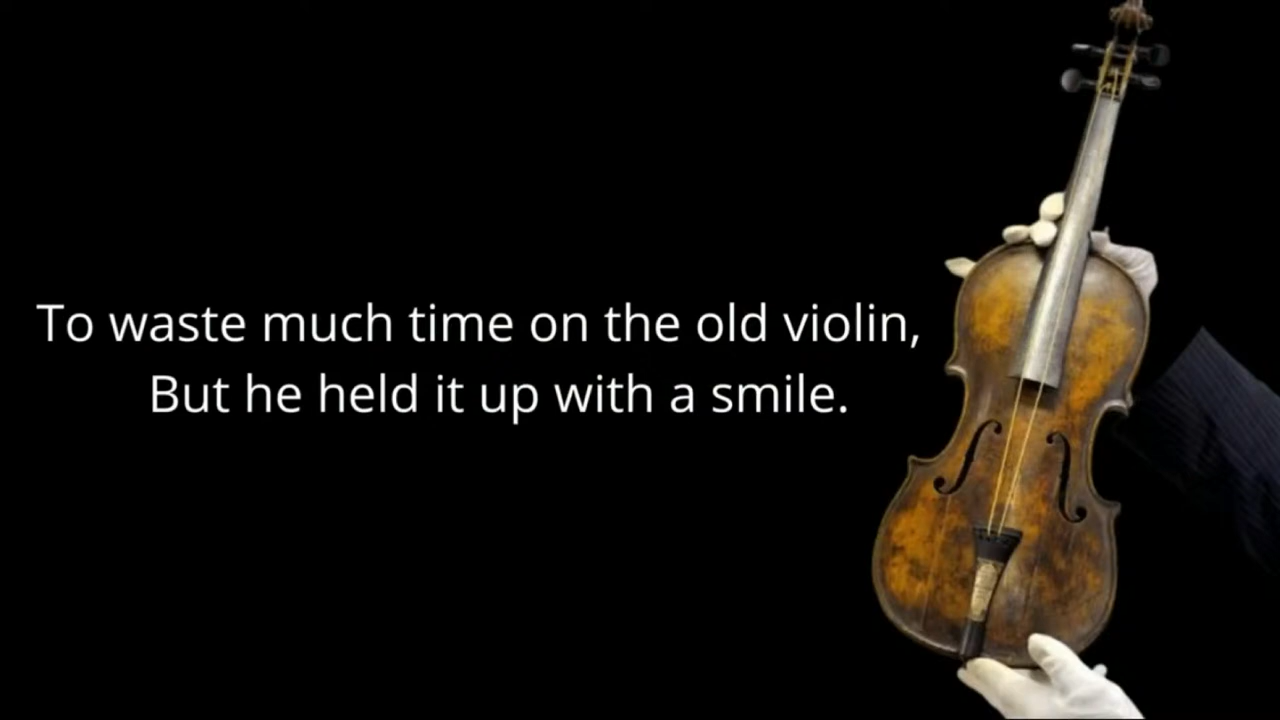 To waste much time on the old violin,
But he held it up with a smile.